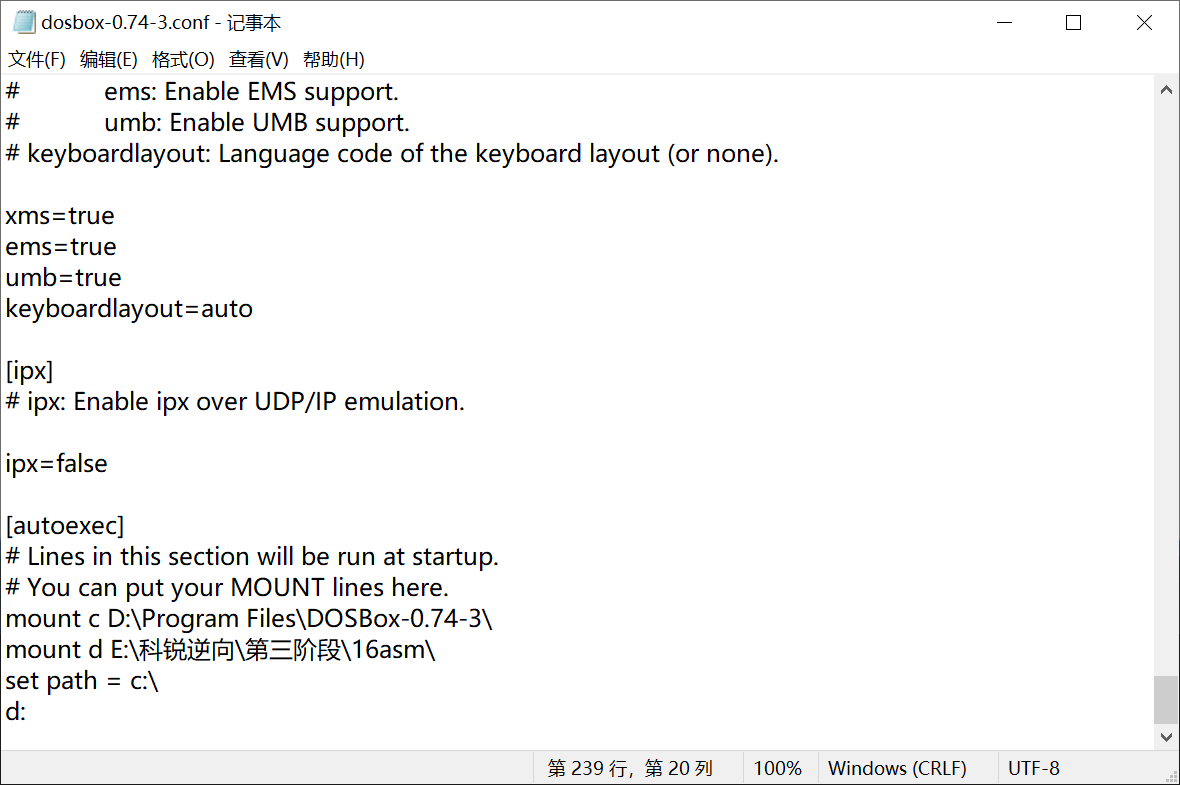 dosbox-0.74-3.conf - 记事本
文件(F) 编辑(E) 格式(O) 查看(V) 帮助(H)
#            ems: Enable EMS support.
#            umb: Enable UMB support.
# keyboardlayout: Language code of the keyboard layout (or none).

xms=true
ems=true
umb=true
keyboardlayout=auto

[ipx]
# ipx: Enable ipx over UDP/IP emulation.

ipx=false

[autoexec]
# Lines in this section will be run at startup.
# You can put your MOUNT lines here.
mount c D:\Program Files\DOSBox-0.74-3\
mount d E:\科锐逆向\第三阶段\16asm\
set path = c:\
d:
第 239 行，第 20 列 100% Windows (CRLF) UTF-8